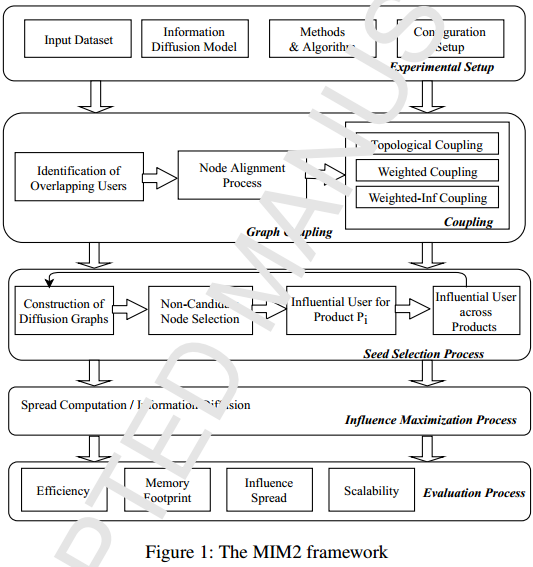 Input Dataset
Information
Diffusion Model
Methods
& Algorithm
Configuration
Setup
Experimental Setup
Identification of
Overlapping Users
Node Alignment
Process
Topological Coupling
Weighted Coupling
Weighted-Inf Coupling
Coupling
Graph Coupling
Construction of
Diffusion Graphs
Non-Candidate
Node Selection
Influential User for
Product Pi
Influential User
across
Products
Seed Selection Process
Spread Computation / Information Diffusion
Influence Maximization Process
Efficiency
Memory
Footprint
Influence
Spread
Scalability
Evaluation Process
PTED MANUS
Figure 1: The MIM2 framework